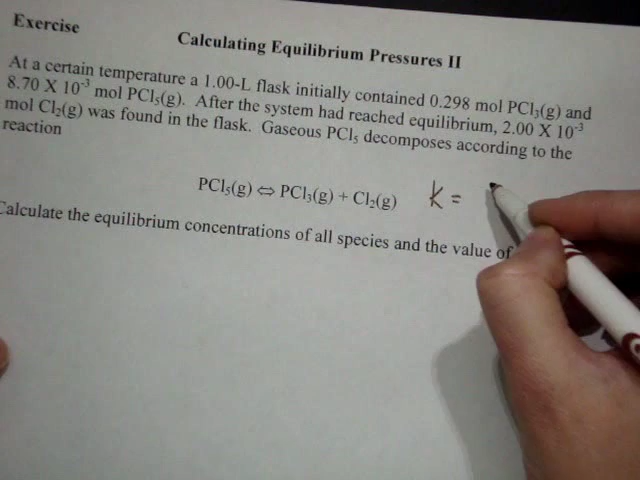 Exercise
Calculating Equilibrium Pressures II
At a certain temperature a 1.00-L flask initially contained 0.298 mol PCl₃(g) and
8.70 X 10⁻³ mol PCl₅(g). After the system had reached equilibrium, 2.00 X 10⁻³
mol Cl₂(g) was found in the flask. Gaseous PCl₅ decomposes according to the
reaction
PCl₅(g) ⇔ PCl₃(g) + Cl₂(g) K =
Calculate the equilibrium concentrations of all species and the value of